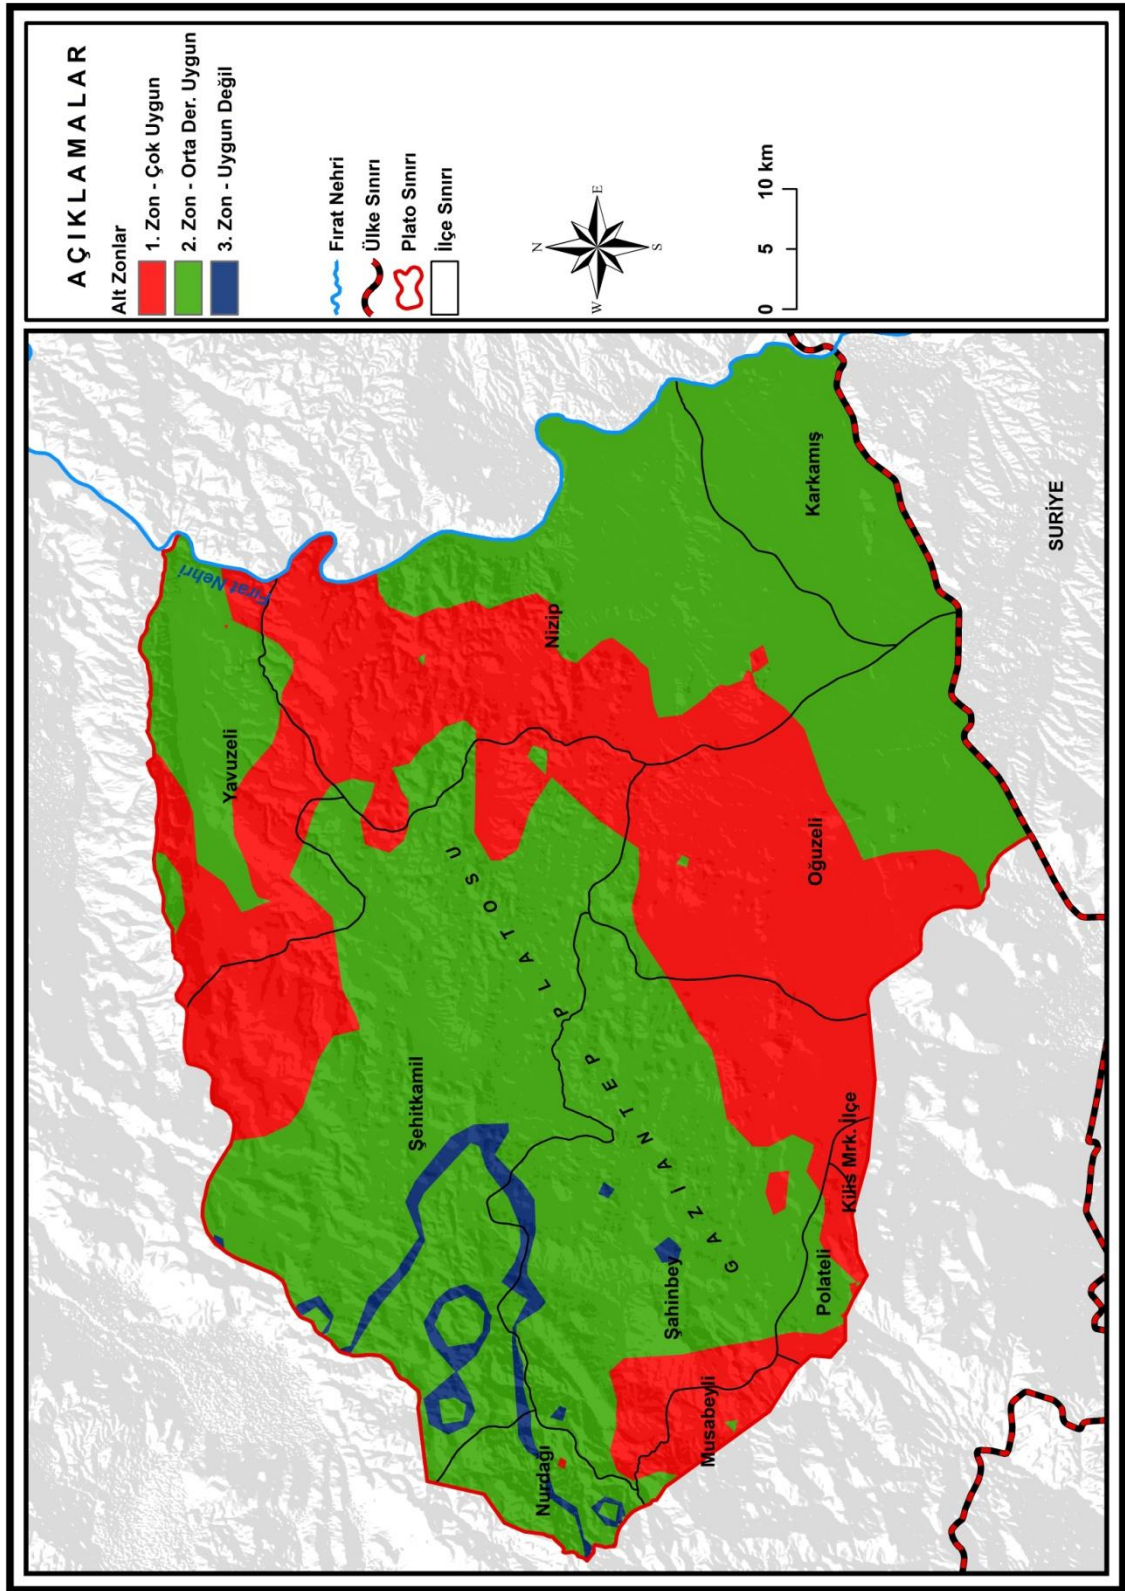 AÇIKLAMALAR
Alt Zonlar
1. Zon - Çok Uygun
2. Zon - Orta Der. Uygun
3. Zon - Uygun Değil
Fırat Nehri
Ülke Sınırı
Plato Sınırı
İlçe Sınırı
N
W
E
S
0 5 10 km
Fırat Nehri
Yavuzeli
Şehitkamil
Nizip
Nurdağı
GAZİANTEP PLATOSU
Şahinbey
Musabeyli
Karkamış
Oğuzeli
Polateli
Kilis Mrk. İlçe
SURİYE